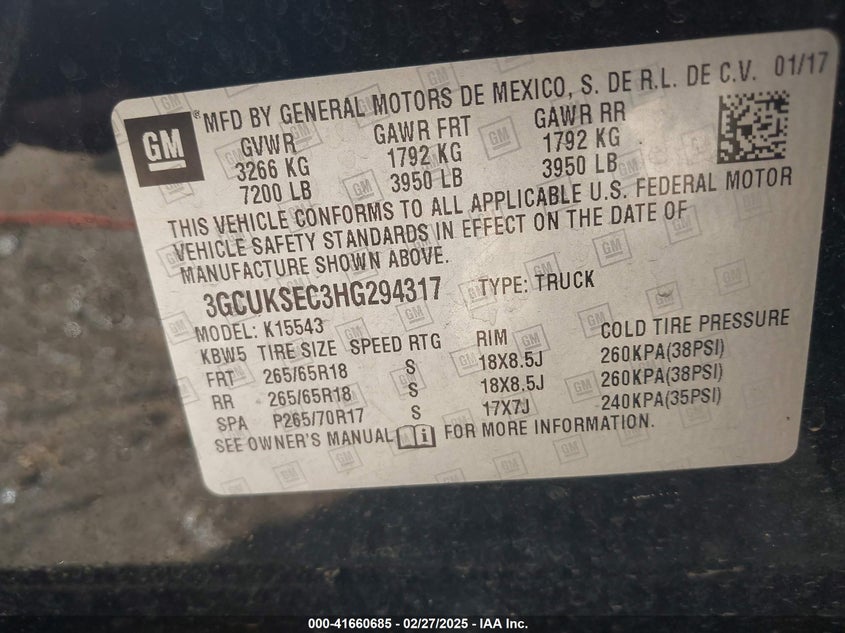 GM® MFD BY GENERAL MOTORS DE MEXICO, S. DE R.L. DE C.V. 01/17
GVWR GAWR FRT GAWR RR
3266 KG 1792 KG 1792 KG
7200 LB 3950 LB 3950 LB
THIS VEHICLE CONFORMS TO ALL APPLICABLE U.S. FEDERAL MOTOR
VEHICLE SAFETY STANDARDS IN EFFECT ON THE DATE OF
MANUFACTURE SHOWN ABOVE.
3GCUKSEC3HG294317 TYPE: TRUCK
MODEL: K15543
KBW5 TIRE SIZE SPEED RTG RIM COLD TIRE PRESSURE
FRT 265/65R18 S 18X8.5J 260KPA(38PSI)
RR 265/65R18 S 18X8.5J 260KPA(38PSI)
SPA P265/70R17 S 17X7J 240KPA(35PSI)
SEE OWNER'S MANUAL FOR MORE INFORMATION.
000-41660685 / 02/27/2025 - IAA Inc.